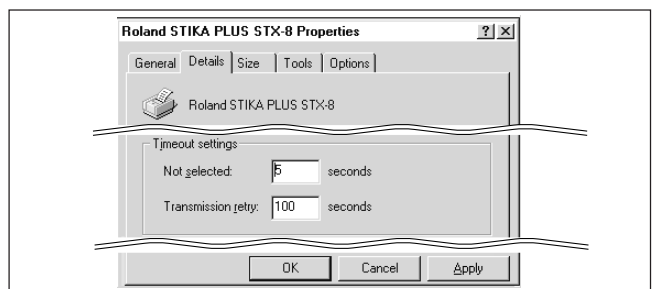 Roland STIKA PLUS STX-8 Properties ? ×
General Details Size Tools Options
Roland STIKA PLUS STX-8
Timeout settings
Not selected: 5 seconds
Transmission retry: 100 seconds
OK Cancel Apply